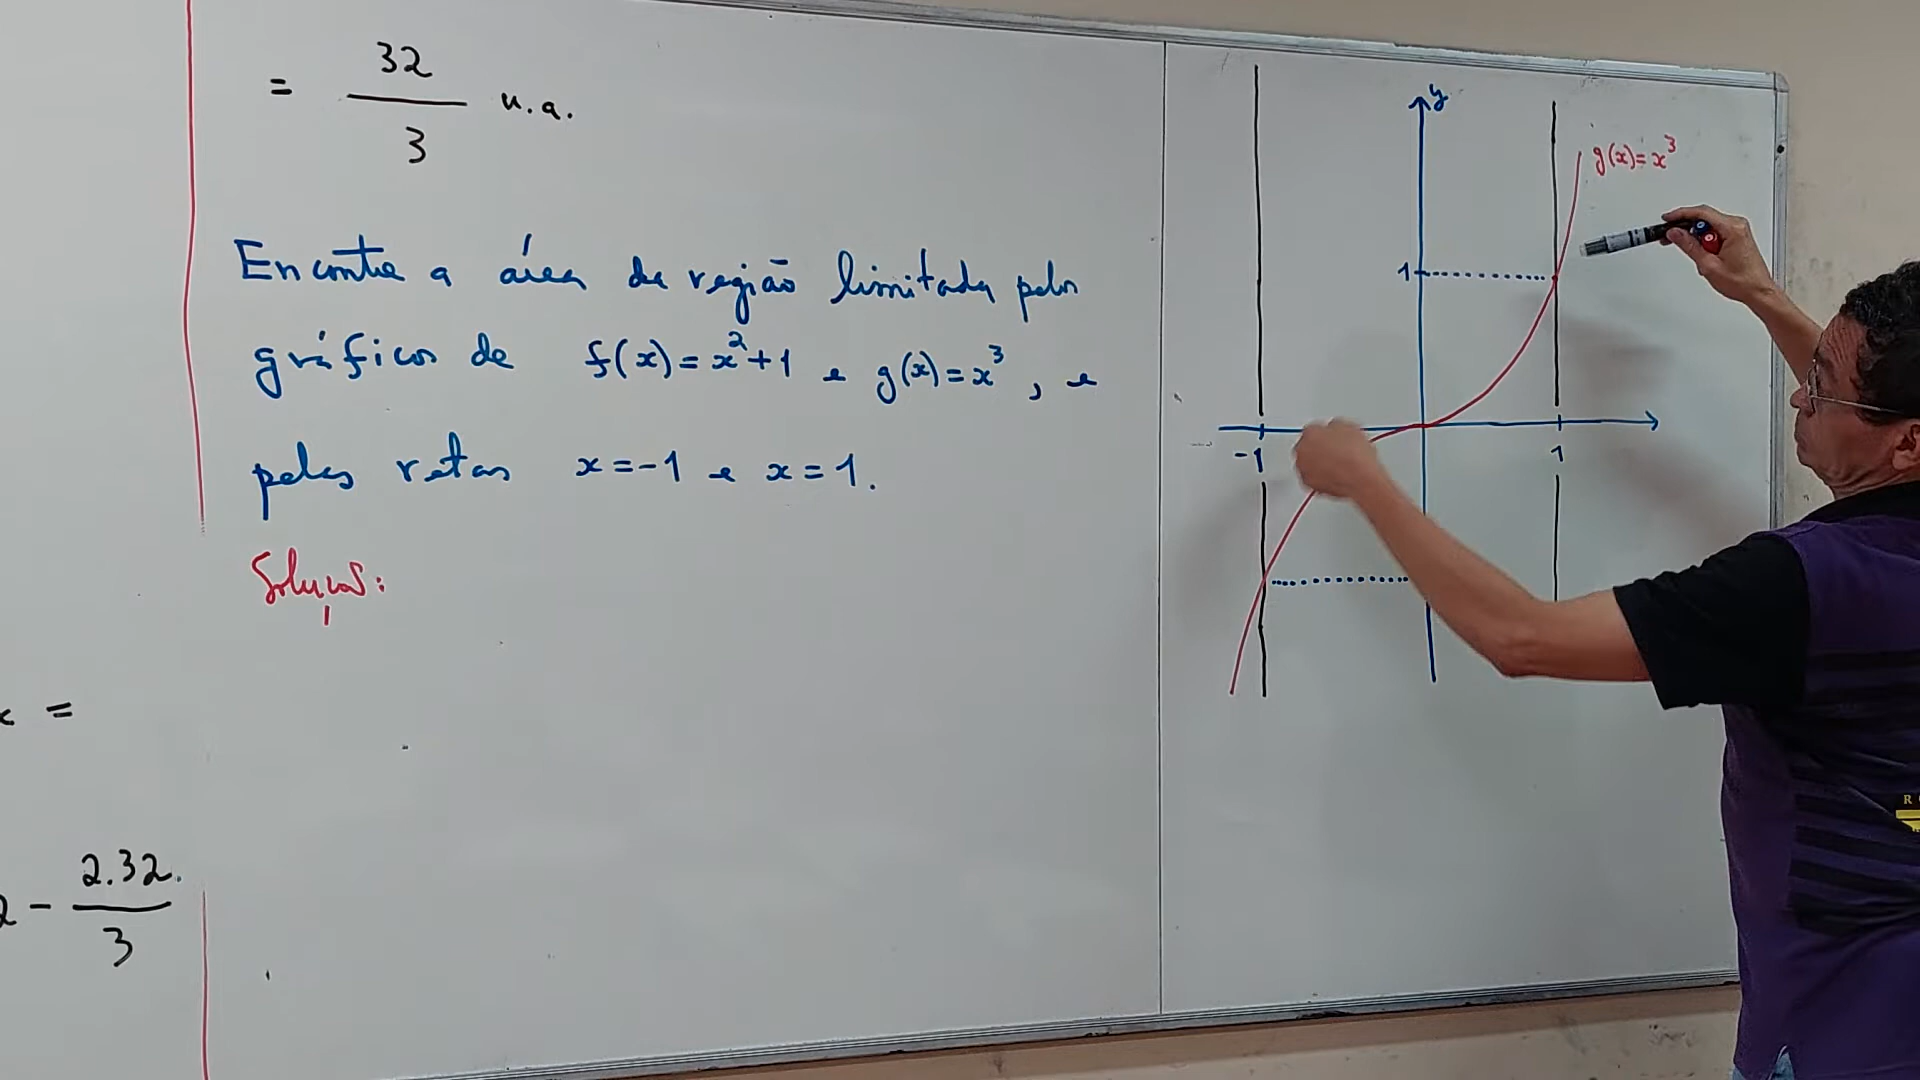 = 32/3 u.a.
Encontre a área da região limitada pelos
gráficos de f(x)=x²+1 e g(x)=x³, e
pelas retas x=-1 e x=1.
Solução:
x =
2 - 2.32/3
y
g(x)=x³
1
-1
1